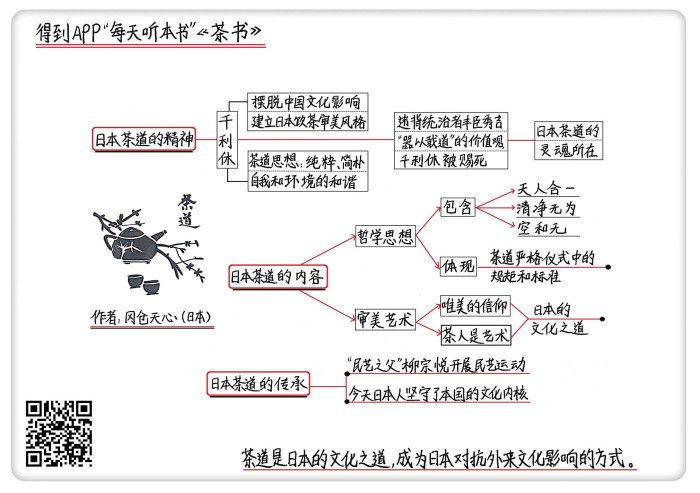 得到APP“每天听本书”《茶书》
日本茶道的精神
千利休
摆脱中国文化影响
建立日本吃茶审美风格
茶道思想：纯粹、简朴
自我和环境的和谐
违背统治者丰臣秀吉
“器以载道”的价值观
千利休被赐死
日本茶道的
灵魂所在
茶道
作者：冈仓天心（日本）
日本茶道的内容
哲学思想
包含
天人合一
清净无为
空和无
体现
茶道严格仪式中的
规矩和标准
审美艺术
唯美的信仰
茶人是艺术
日本的
文化之道
日本茶道的传承
“民艺之父”柳宗悦开展民艺运动
今天日本人坚守了本国的文化内核
茶道是日本的文化之道，成为日本对抗外来文化影响的方式。